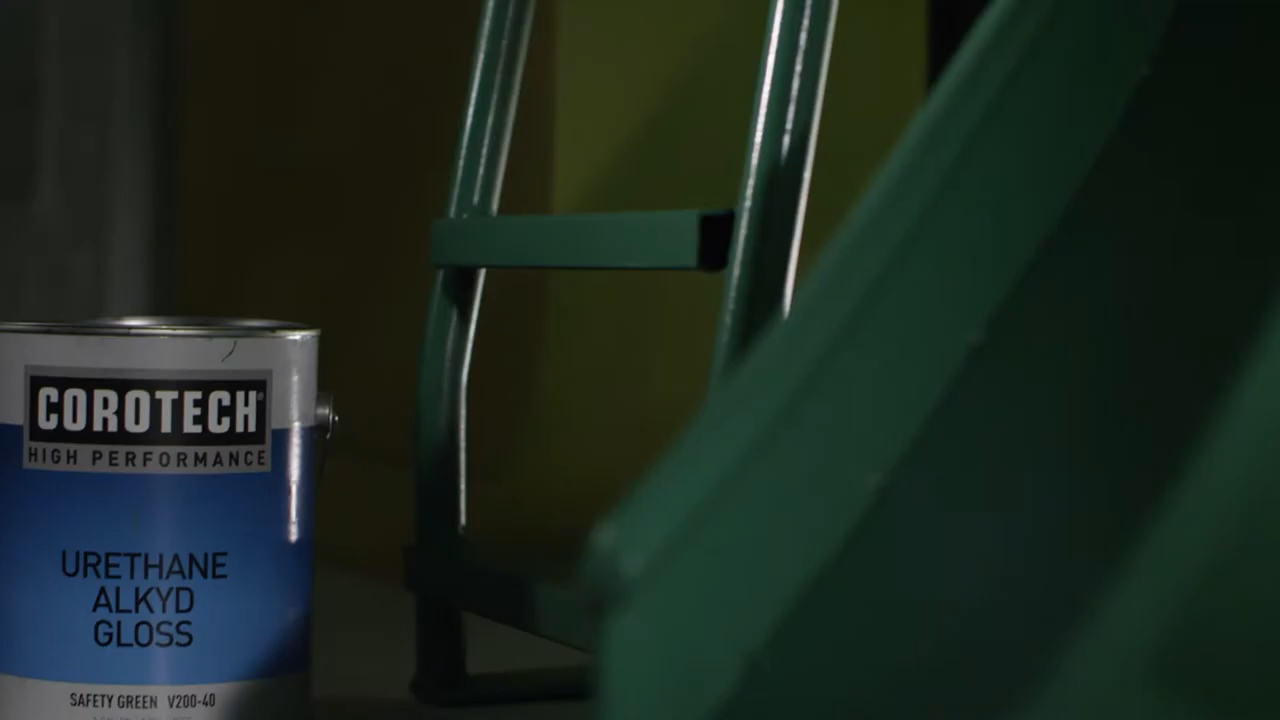 COROTECH®
HIGH PERFORMANCE
URETHANE
ALKYD
GLOSS
SAFETY GREEN V200-40